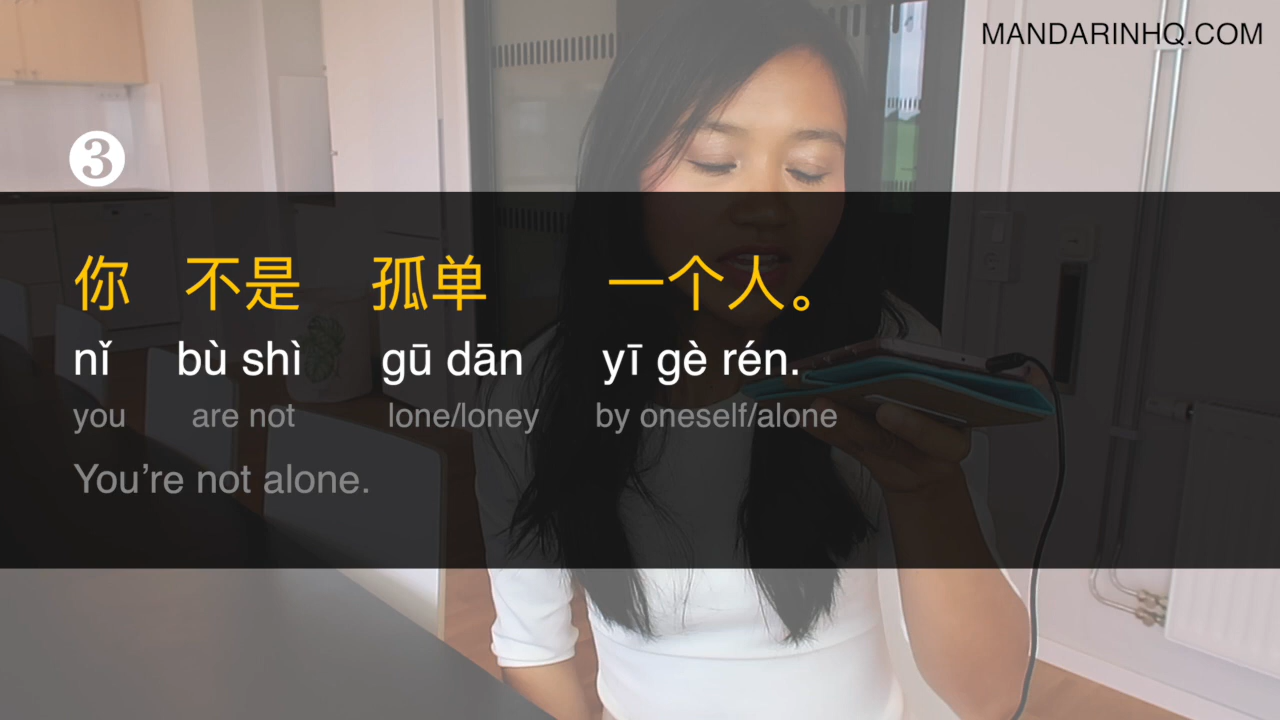 MANDARINHQ.COM
3
你 不是 孤单 一个人。
nǐ bù shì gū dān yī gè rén.
you are not lone/loney by oneself/alone
You're not alone.